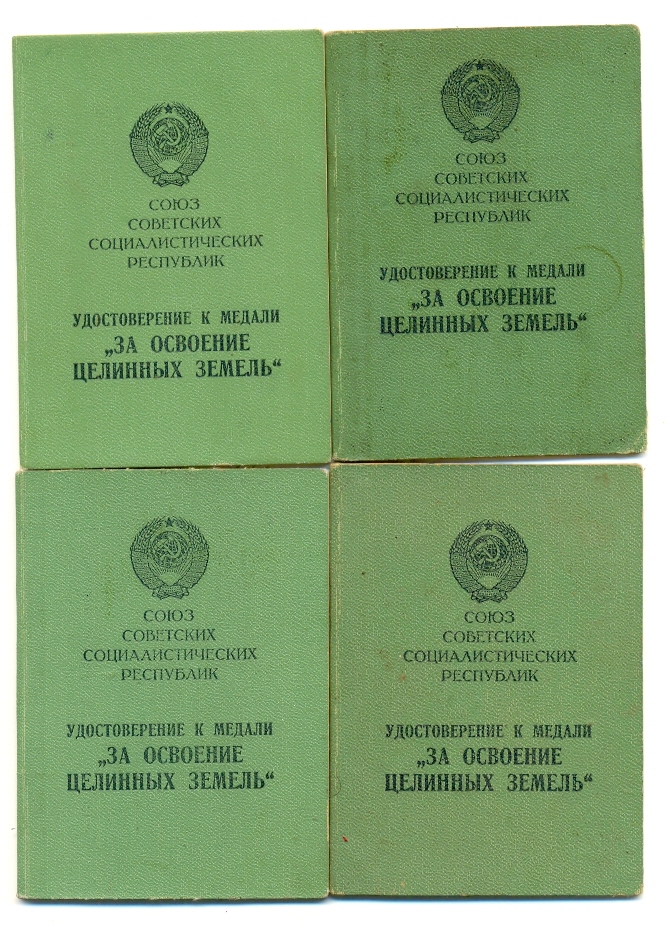 СОЮЗ
СОВЕТСКИХ
СОЦИАЛИСТИЧЕСКИХ
РЕСПУБЛИК
УДОСТОВЕРЕНИЕ К МЕДАЛИ
„ЗА ОСВОЕНИЕ
ЦЕЛИННЫХ ЗЕМЕЛЬ“
СОЮЗ
СОВЕТСКИХ
СОЦИАЛИСТИЧЕСКИХ
РЕСПУБЛИК
УДОСТОВЕРЕНИЕ К МЕДАЛИ
„ЗА ОСВОЕНИЕ
ЦЕЛИННЫХ ЗЕМЕЛЬ“
СОЮЗ
СОВЕТСКИХ
СОЦИАЛИСТИЧЕСКИХ
РЕСПУБЛИК
УДОСТОВЕРЕНИЕ К МЕДАЛИ
„ЗА ОСВОЕНИЕ
ЦЕЛИННЫХ ЗЕМЕЛЬ“
СОЮЗ
СОВЕТСКИХ
СОЦИАЛИСТИЧЕСКИХ
РЕСПУБЛИК
УДОСТОВЕРЕНИЕ К МЕДАЛИ
„ЗА ОСВОЕНИЕ
ЦЕЛИННЫХ ЗЕМЕЛЬ“